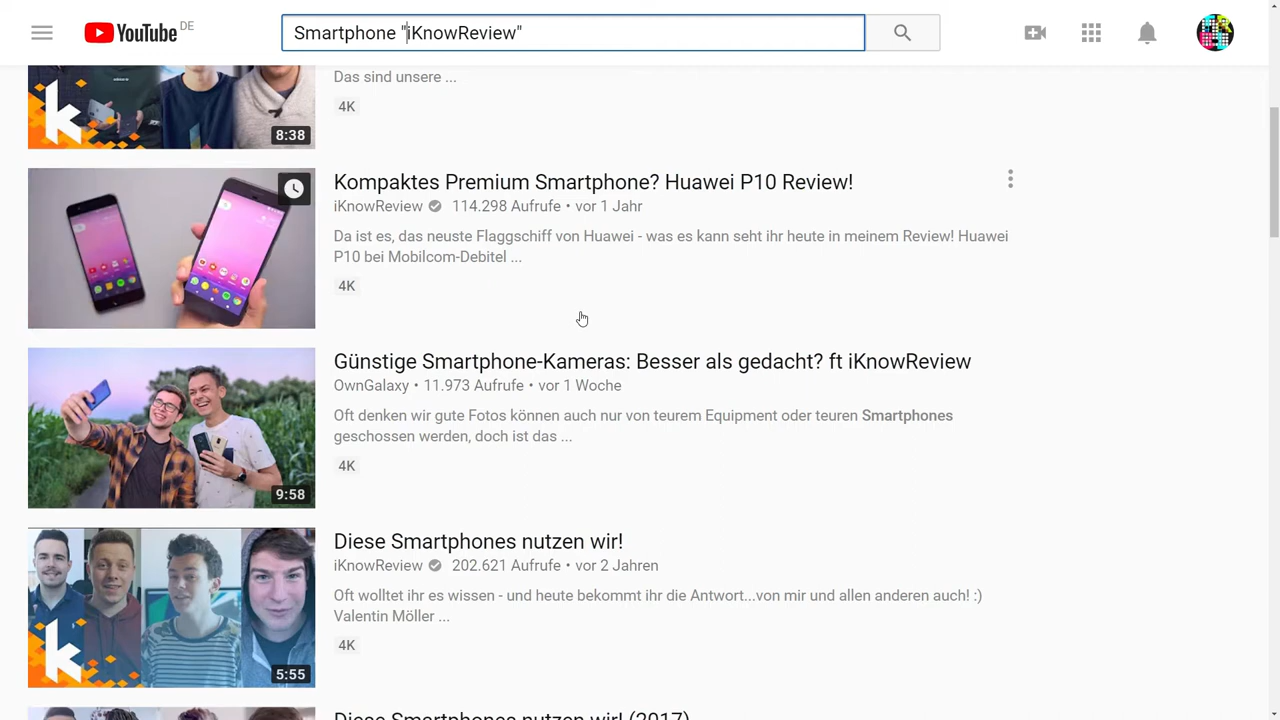 YouTube DE
Smartphone "iKnowReview"
Das sind unsere ...
4K
8:38
Kompaktes Premium Smartphone? Huawei P10 Review!
iKnowReview 114.298 Aufrufe • vor 1 Jahr
Da ist es, das neuste Flaggschiff von Huawei - was es kann seht ihr heute in meinem Review! Huawei
P10 bei Mobilcom-Debitel ...
4K
Günstige Smartphone-Kameras: Besser als gedacht? ft iKnowReview
OwnGalaxy • 11.973 Aufrufe • vor 1 Woche
Oft denken wir gute Fotos können auch nur von teurem Equipment oder teuren Smartphones
geschossen werden, doch ist das ...
4K
9:58
Diese Smartphones nutzen wir!
iKnowReview 202.621 Aufrufe • vor 2 Jahren
Oft wolltet ihr es wissen - und heute bekommt ihr die Antwort...von mir und allen anderen auch! :)
Valentin Möller ...
4K
k
5:55
Diese Smartphones nutzen wir! (2017)